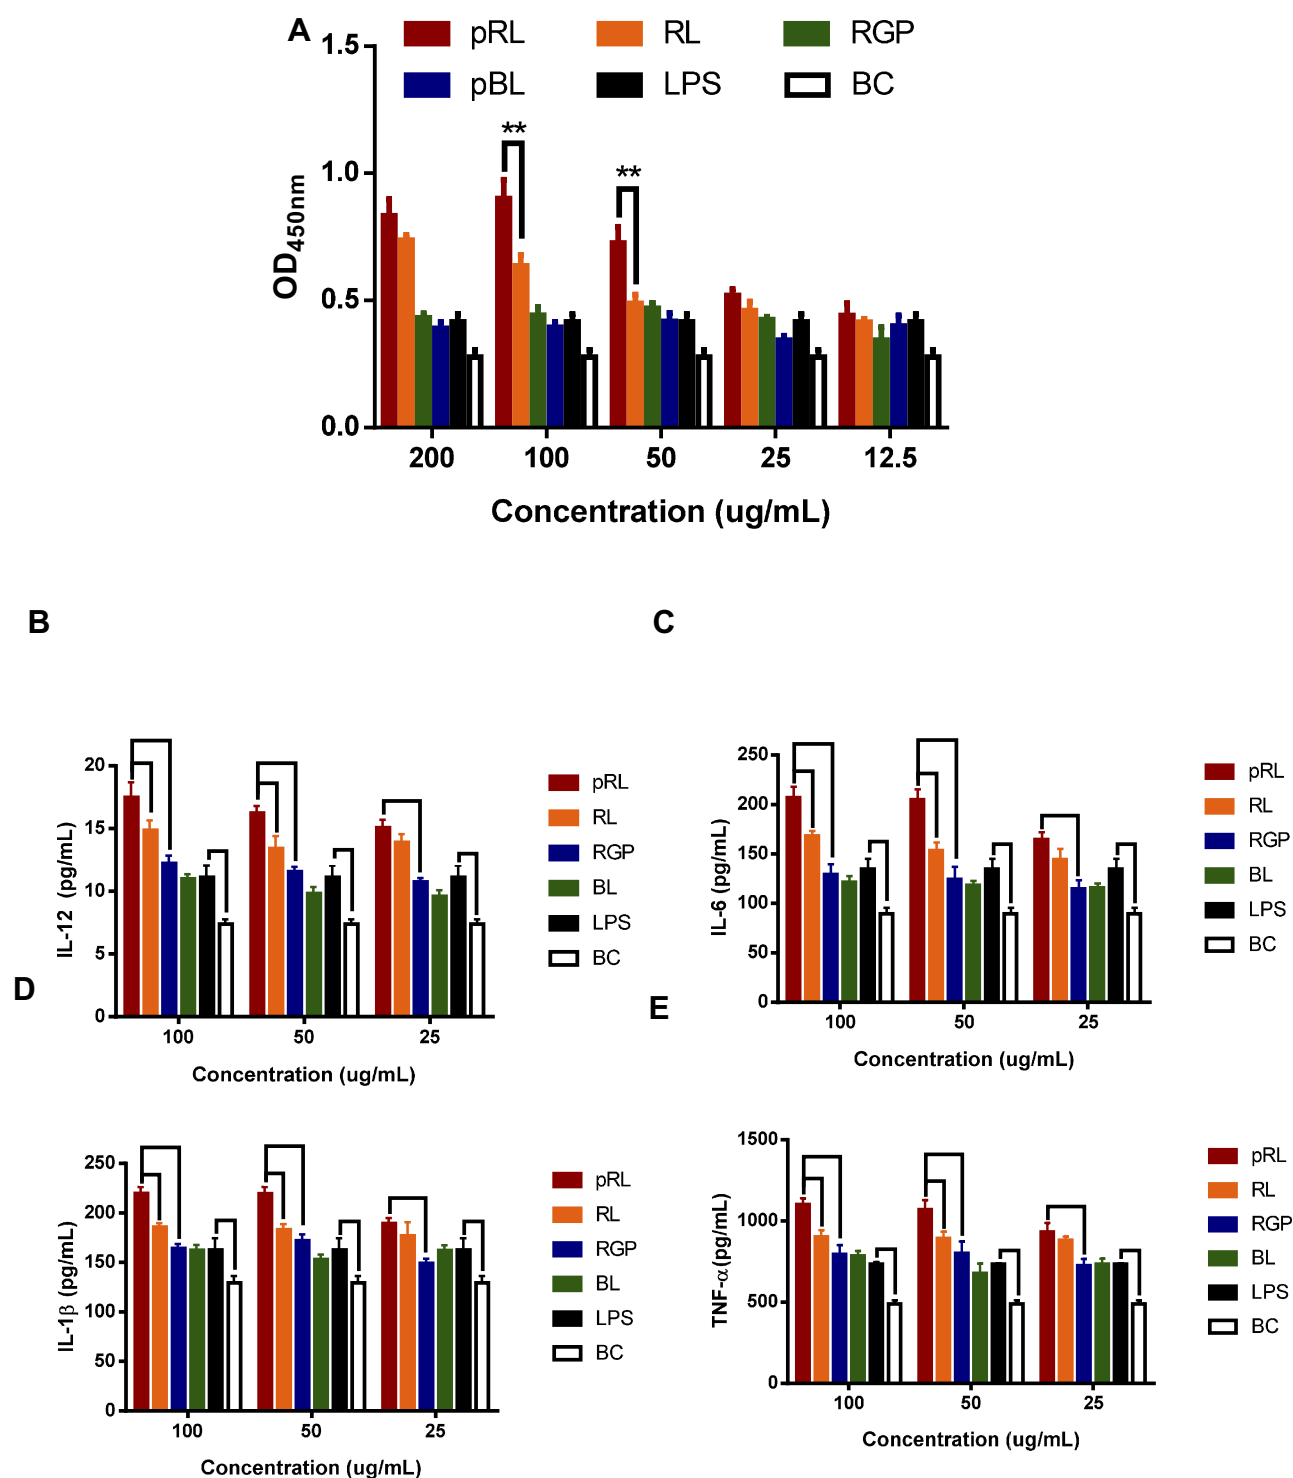 A
pRL RL RGP
pBL LPS BC
1.5
1.0
0.5
0.0
OD450nm
** **
200 100 50 25 12.5
Concentration (ug/mL)
B
20
15
10
5
0
IL-12 (pg/mL)
100 50 25
Concentration (ug/mL)
pRL
RL
RGP
BL
LPS
BC
C
250
200
150
100
50
0
IL-6 (pg/mL)
100 50 25
Concentration (ug/mL)
pRL
RL
RGP
BL
LPS
BC
D
250
200
150
100
50
0
IL-1β (pg/mL)
100 50 25
Concentration (ug/mL)
pRL
RL
RGP
BL
LPS
BC
E
1500
1000
500
0
TNF-α(pg/mL)
100 50 25
Concentration (ug/mL)
pRL
RL
RGP
BL
LPS
BC